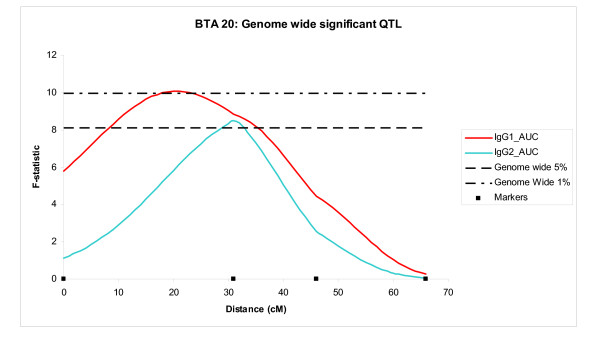 BTA 20: Genome wide significant QTL
12
10
8
6
4
2
0
F-statistic
0 10 20 30 40 50 60 70
Distance (cM)
IgG1_AUC
IgG2_AUC
Genome wide 5%
Genome Wide 1%
Markers